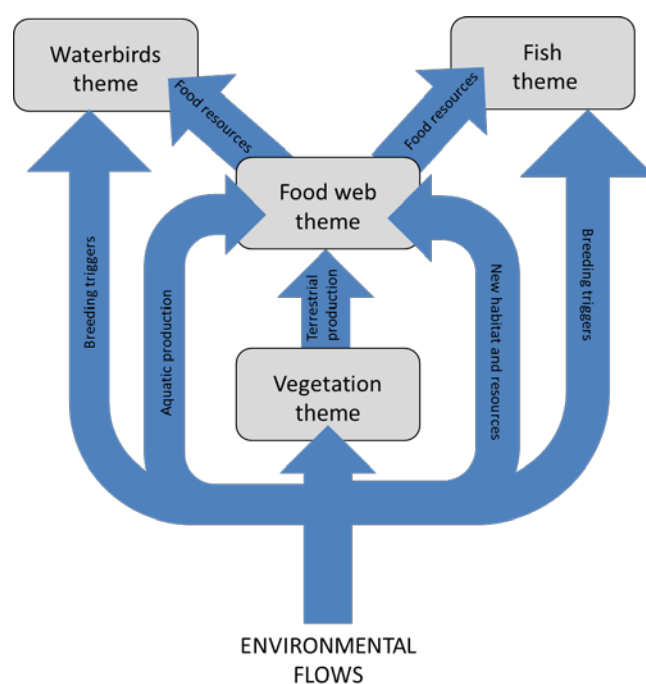 Waterbirds
theme
Fish
theme
Food resources
Food resources
Food web
theme
Breeding triggers
Aquatic production
Terrestrial
production
New habitat and resources
Breeding triggers
Vegetation
theme
ENVIRONMENTAL
FLOWS